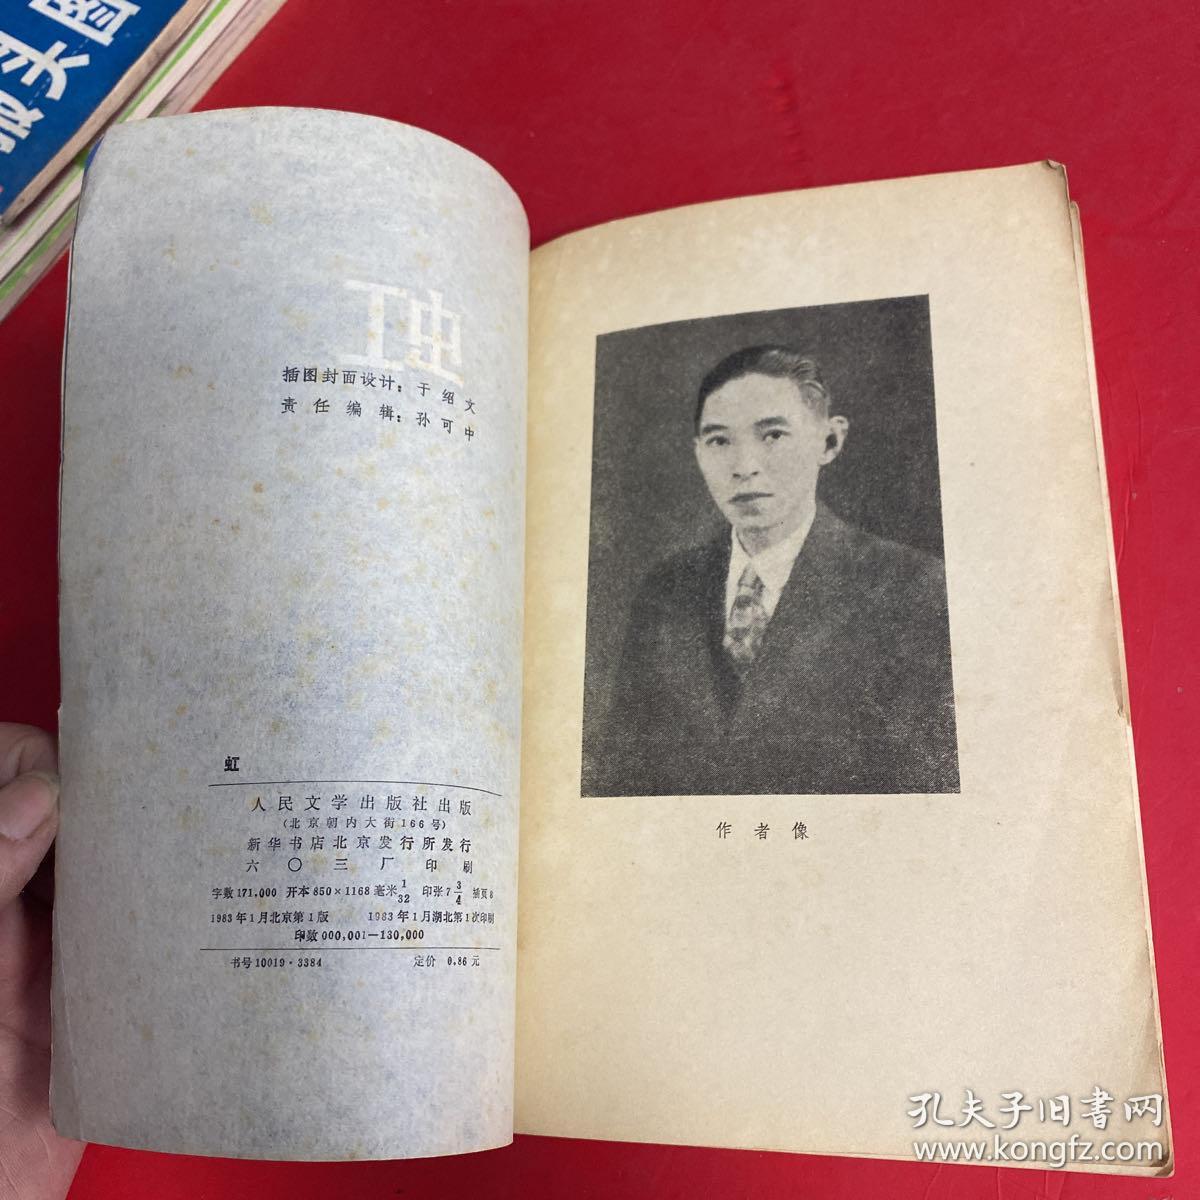 报头图
虹
插图封面设计：于绍文
责任编辑：孙可中
虹
人民文学出版社出版
（北京朝内大街166号）
新华书店北京发行所发行
六〇三厂印刷
字数171,000 开本850×1168毫米1/32 印张7 3/4 插页8
1983年1月北京第1版 1983年1月湖北第1次印刷
印数000,001—130,000
书号10019·3384 定价 0.86元
作者像
孔夫子旧书网
www.kongfz.com